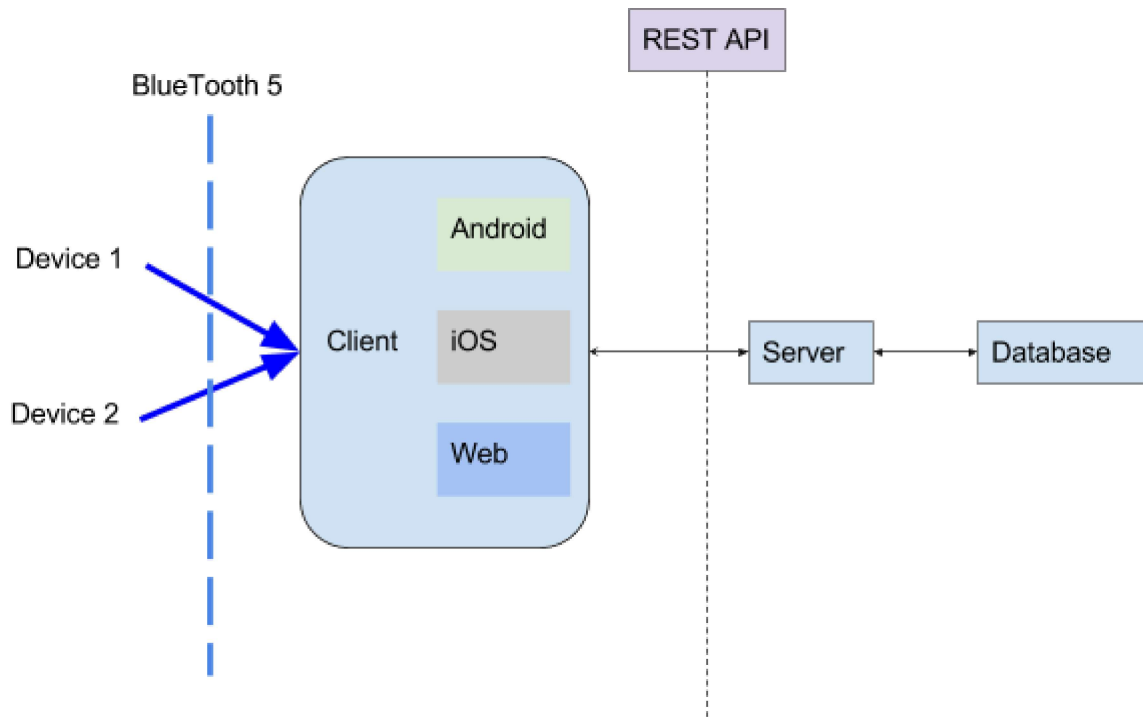 REST API
BlueTooth 5
Device 1
Device 2
Client
Android
iOS
Web
Server
Database